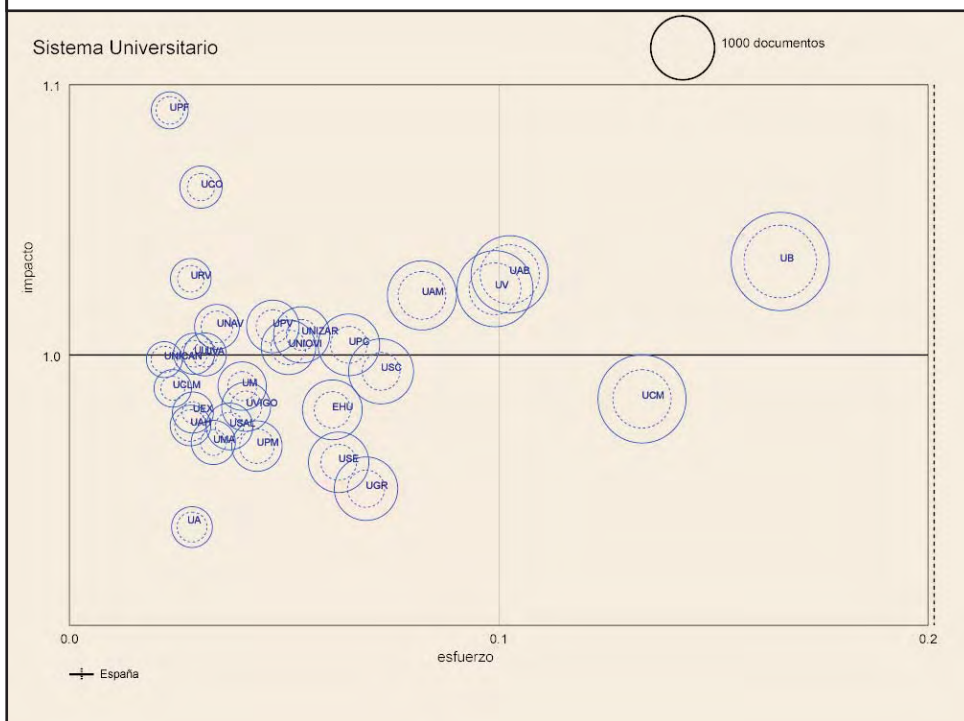 Sistema Universitario
1000 documentos
1.1
UPF
UCO
UB
URV
UAB
UV
UAM
UNAV
UPV
UNIZAR
UNIOVI
UPC
impacto
1.0
UNICAN
UVA
USC
UCLM
UM
UCM
UVIGO
UEX
EHU
UAH
USAL
UMA
UPM
USE
UGR
UA
0.0
0.1
0.2
esfuerzo
España